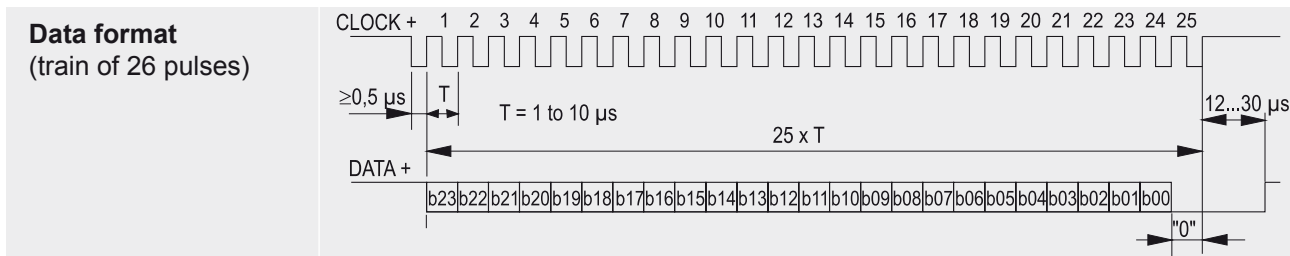 Data format
(train of 26 pulses)
CLOCK + 1 2 3 4 5 6 7 8 9 10 11 12 13 14 15 16 17 18 19 20 21 22 23 24 25
≥0,5 µs T T = 1 to 10 µs 12...30 µs
25 x T
DATA +
b23 b22 b21 b20 b19 b18 b17 b16 b15 b14 b13 b12 b11 b10 b09 b08 b07 b06 b05 b04 b03 b02 b01 b00
"0"